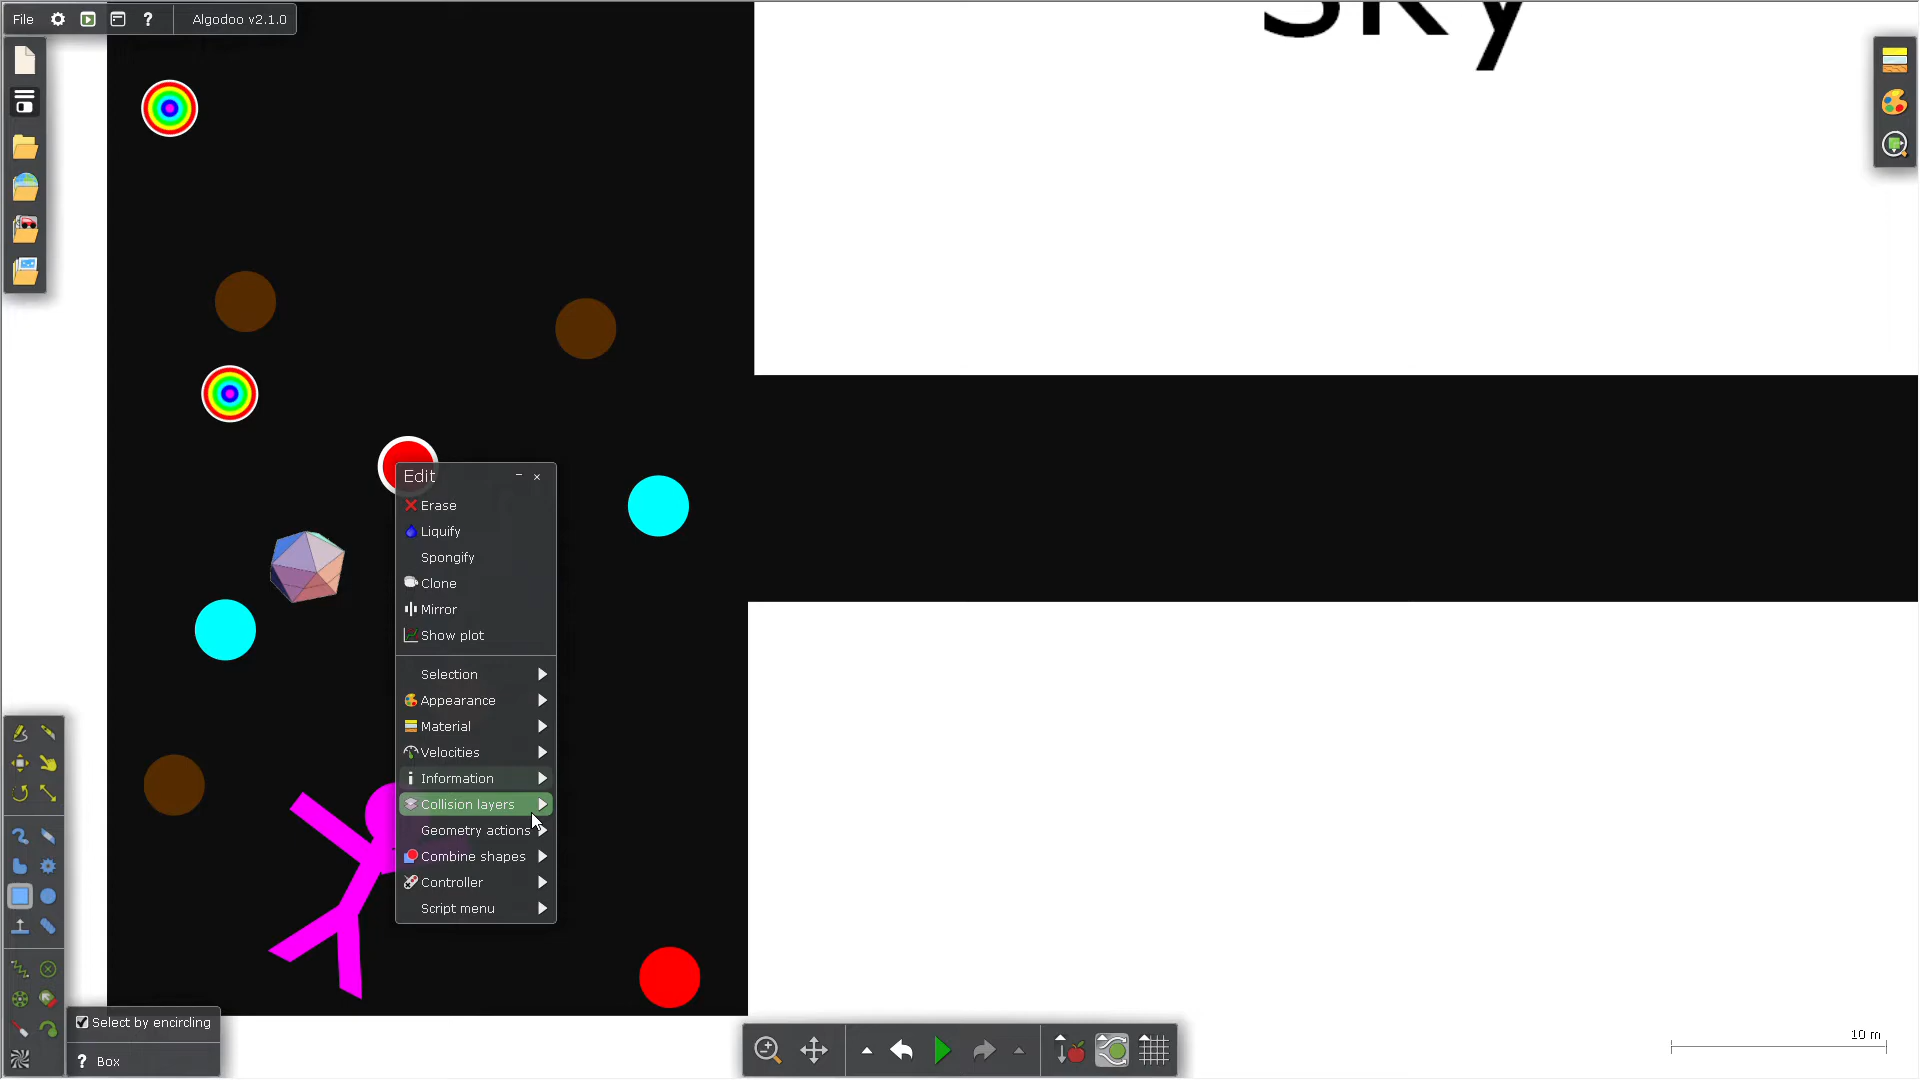 File ? Algodoo v2.1.0
Sky
Edit
Erase
Liquify
Spongify
Clone
Mirror
Show plot
Selection
Appearance
Material
Velocities
Information
Collision layers
Geometry actions
Combine shapes
Controller
Script menu
Select by encircling
? Box
10 m